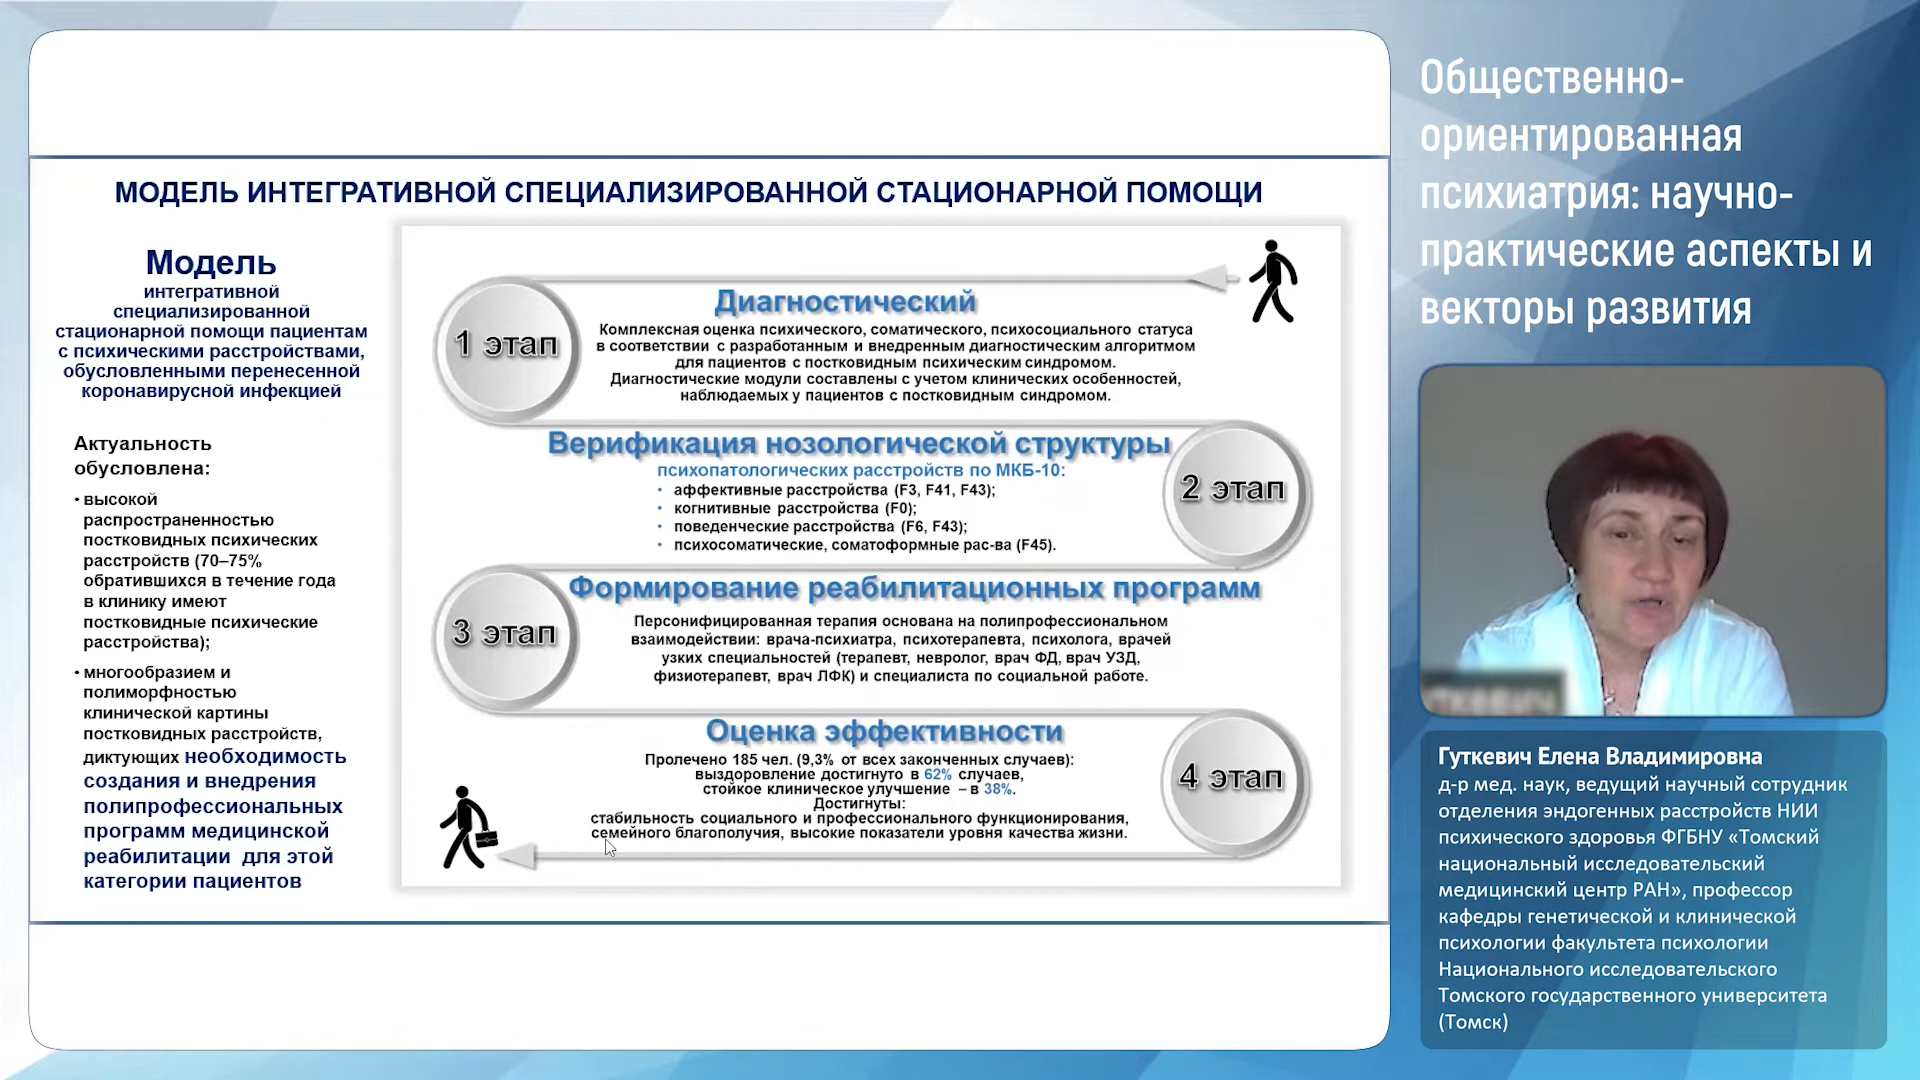 МОДЕЛЬ ИНТЕГРАТИВНОЙ СПЕЦИАЛИЗИРОВАННОЙ СТАЦИОНАРНОЙ ПОМОЩИ
Модель
интегративной
специализированной
стационарной помощи пациентам
с психическими расстройствами,
обусловленными перенесенной
коронавирусной инфекцией
Актуальность
обусловлена:
• высокой
распространенностью
постковидных психических
расстройств (70–75%
обратившихся в течение года
в клинику имеют
постковидные психические
расстройства);
• многообразием и
полиморфностью
клинической картины
постковидных расстройств,
диктующих необходимость
создания и внедрения
полипрофессиональных
программ медицинской
реабилитации для этой
категории пациентов
1 этап
Диагностический
Комплексная оценка психического, соматического, психосоциального статуса
в соответствии с разработанным и внедренным диагностическим алгоритмом
для пациентов с постковидным психическим синдромом.
Диагностические модули составлены с учетом клинических особенностей,
наблюдаемых у пациентов с постковидным синдромом.
Верификация нозологической структуры
психопатологических расстройств по МКБ-10:
• аффективные расстройства (F3, F41, F43);
• когнитивные расстройства (F0);
• поведенческие расстройства (F6, F43);
• психосоматические, соматоформные рас-ва (F45).
2 этап
3 этап
Формирование реабилитационных программ
Персонифицированная терапия основана на полипрофессиональном
взаимодействии: врача-психиатра, психотерапевта, психолога, врачей
узких специальностей (терапевт, невролог, врач ФД, врач УЗД,
физиотерапевт, врач ЛФК) и специалиста по социальной работе.
Оценка эффективности
Пролечено 185 чел. (9,3% от всех законченных случаев):
выздоровление достигнуто в 62% случаев,
стойкое клиническое улучшение – в 38%.
Достигнуты:
стабильность социального и профессионального функционирования,
семейного благополучия, высокие показатели уровня качества жизни.
4 этап
Общественно-
ориентированная
психиатрия: научно-
практические аспекты и
векторы развития
Гуткевич Елена Владимировна
д-р мед. наук, ведущий научный сотрудник
отделения эндогенных расстройств НИИ
психического здоровья ФГБНУ «Томский
национальный исследовательский
медицинский центр РАН», профессор
кафедры генетической и клинической
психологии факультета психологии
Национального исследовательского
Томского государственного университета
(Томск)